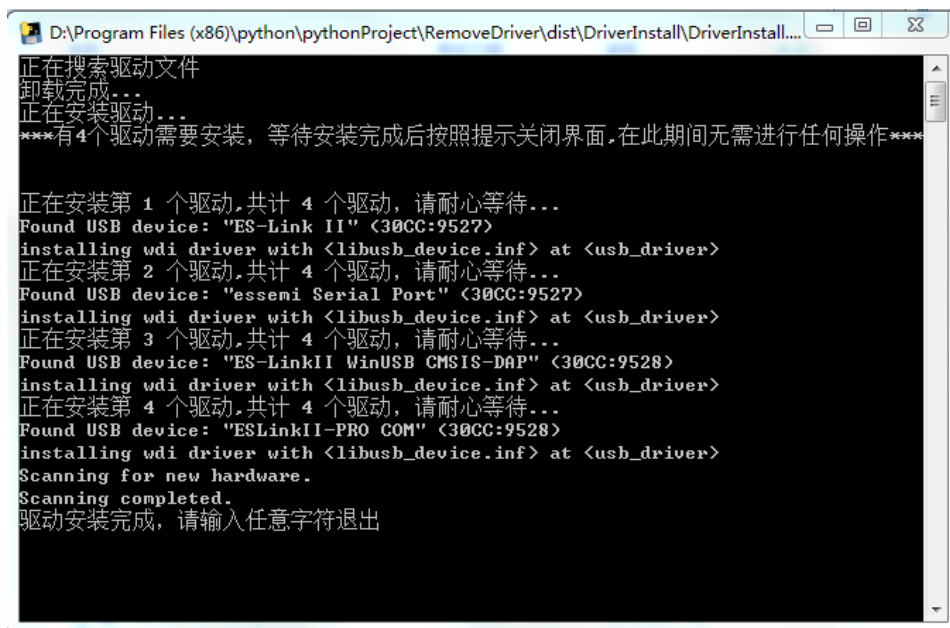 D:\Program Files (x86)\python\pythonProject\RemoveDriver\dist\DriverInstall\DriverInstall....
正在搜索驱动文件
卸载完成...
正在安装驱动...
***有4个驱动需要安装，等待安装完成后按照提示关闭界面,在此期间无需进行任何操作***
正在安装第 1 个驱动,共计 4 个驱动，请耐心等待...
Found USB device: "ES-Link II" (30CC:9527)
installing wdi driver with <libusb_device.inf> at <usb_driver>
正在安装第 2 个驱动,共计 4 个驱动，请耐心等待...
Found USB device: "essemi Serial Port" (30CC:9527)
installing wdi driver with <libusb_device.inf> at <usb_driver>
正在安装第 3 个驱动,共计 4 个驱动，请耐心等待...
Found USB device: "ES-LinkII WinUSB CMSIS-DAP" (30CC:9528)
installing wdi driver with <libusb_device.inf> at <usb_driver>
正在安装第 4 个驱动,共计 4 个驱动，请耐心等待...
Found USB device: "ESLinkII-PRO COM" (30CC:9528)
installing wdi driver with <libusb_device.inf> at <usb_driver>
Scanning for new hardware.
Scanning completed.
驱动安装完成，请输入任意字符退出